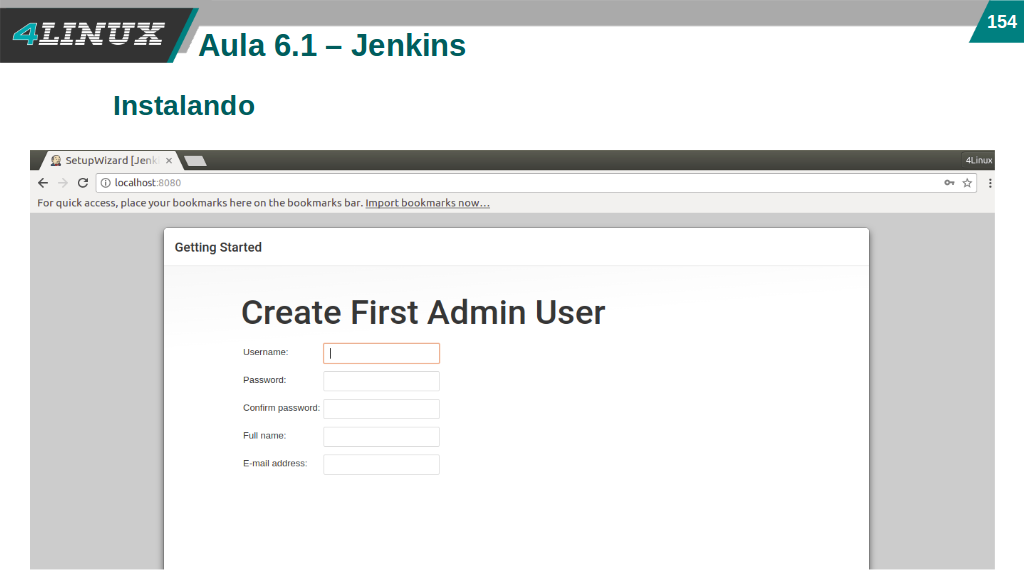 4LINUX
154
Aula 6.1 – Jenkins
Instalando
SetupWizard [Jenk
4Linux
localhost:8080
For quick access, place your bookmarks here on the bookmarks bar. Import bookmarks now...
Getting Started
Create First Admin User
Username:
Password:
Confirm password:
Full name:
E-mail address: